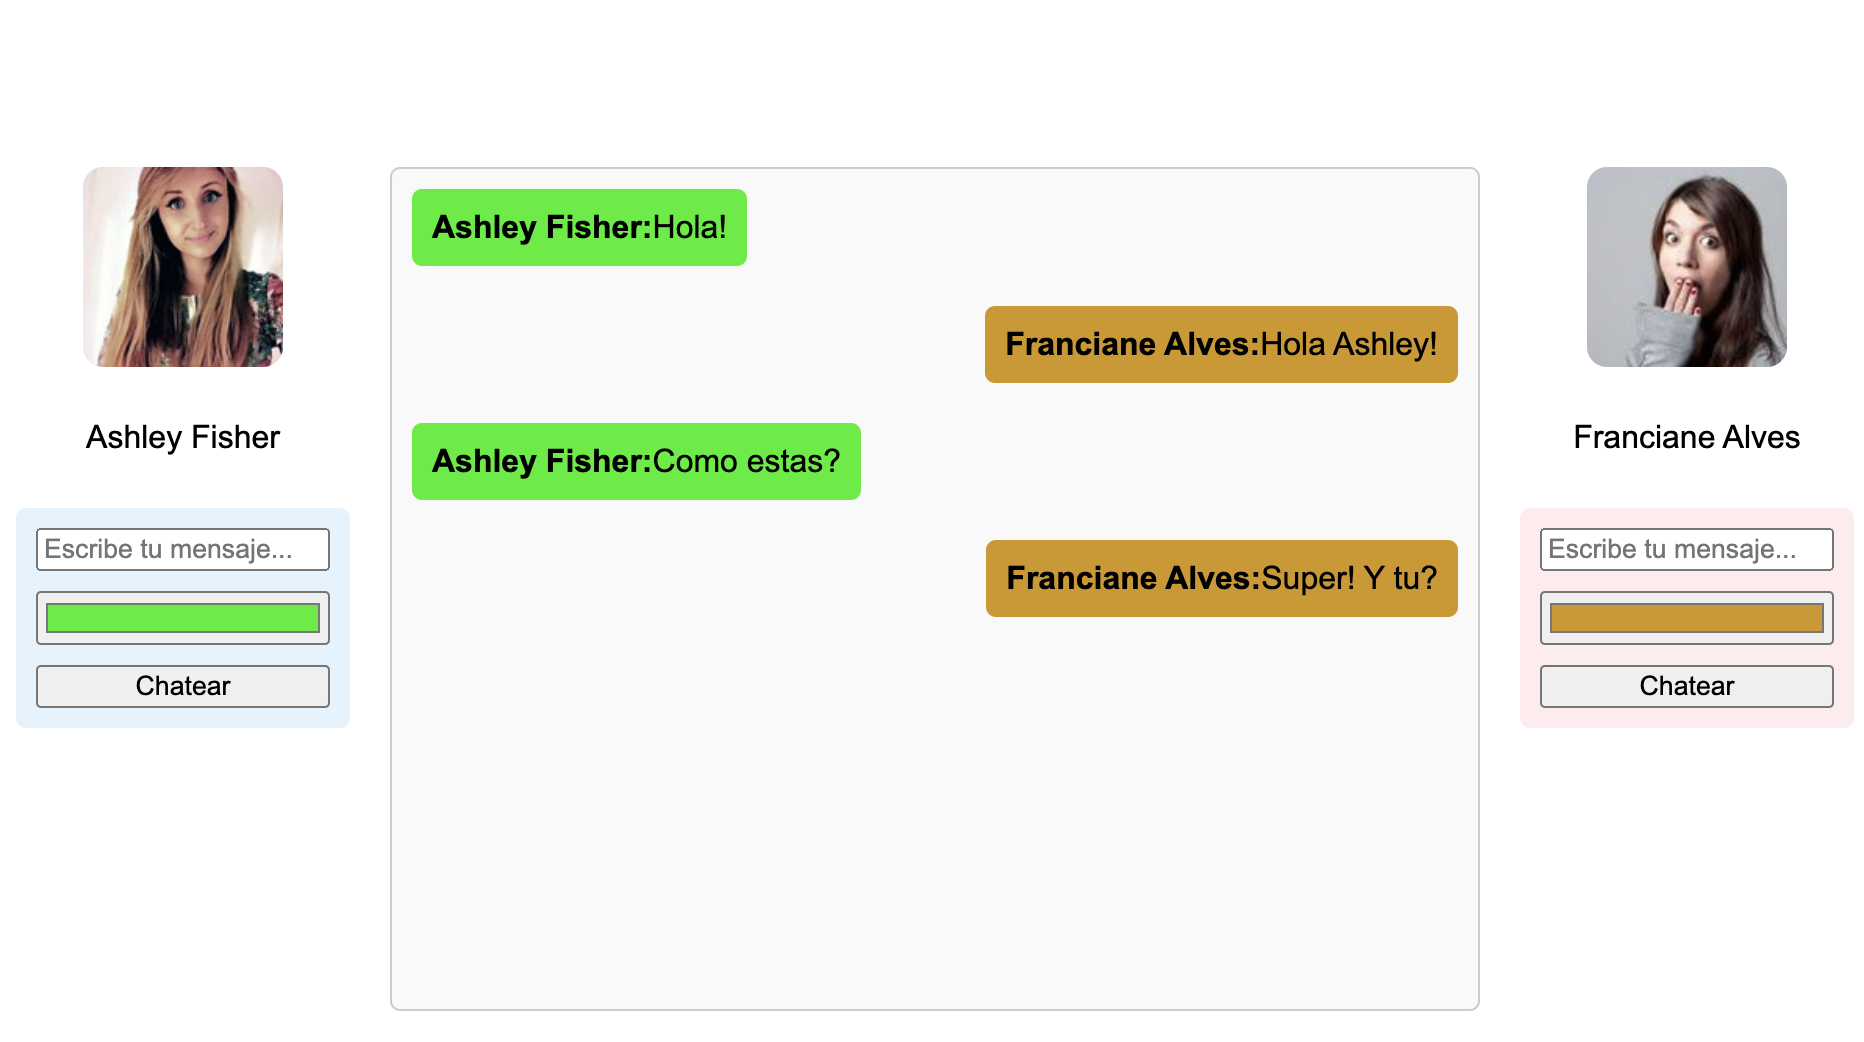 Ashley Fisher:Hola!
Franciane Alves:Hola Ashley!
Ashley Fisher
Franciane Alves
Ashley Fisher:Como estas?
Escribe tu mensaje...
Franciane Alves:Super! Y tu?
Escribe tu mensaje...
Chatear
Chatear